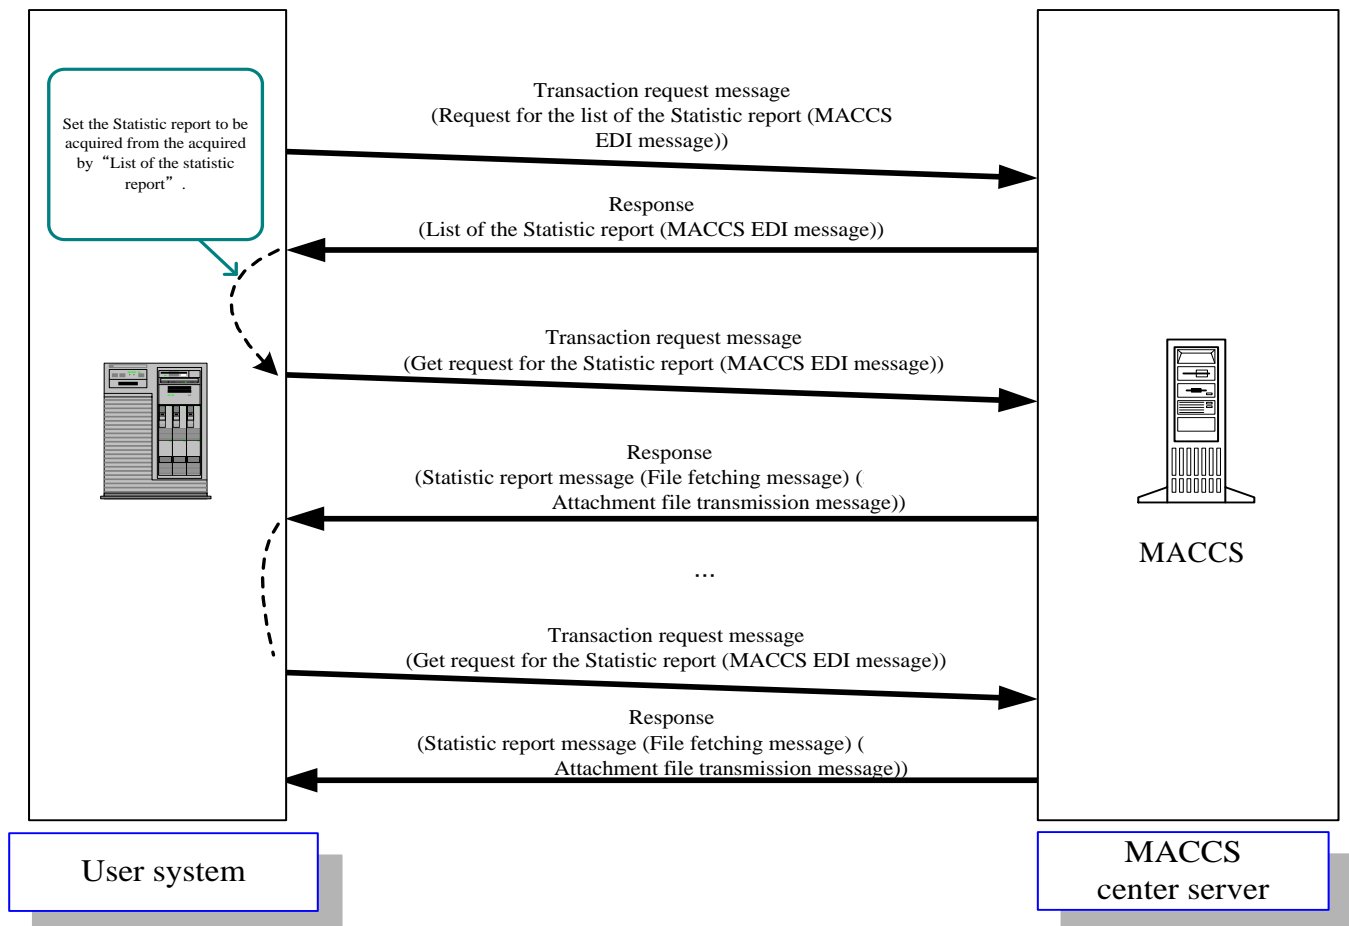 Transaction request message
(Request for the list of the Statistic report (MACCS
EDI message))
Set the Statistic report to be
acquired from the acquired
by “List of the statistic
report” .
Response
(List of the Statistic report (MACCS EDI message))
Transaction request message
(Get request for the Statistic report (MACCS EDI message))
Response
(Statistic report message (File fetching message) (
Attachment file transmission message))
MACCS
…
Transaction request message
(Get request for the Statistic report (MACCS EDI message))
Response
(Statistic report message (File fetching message) (
Attachment file transmission message))
User system
MACCS
center server